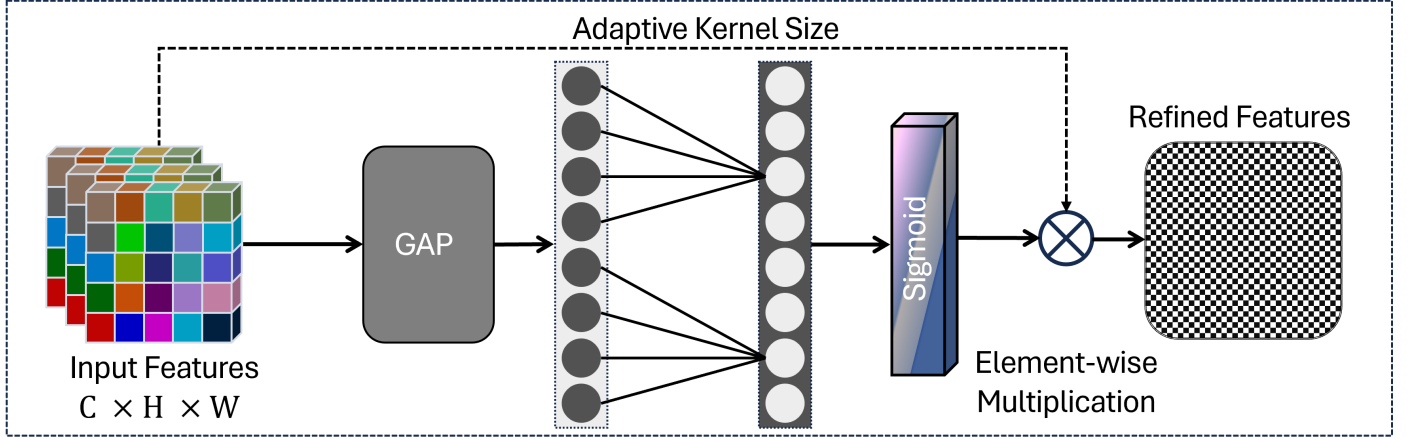 Adaptive Kernel Size
Refined Features
GAP
Sigmoid
Input Features
C × H × W
Element-wise
Multiplication